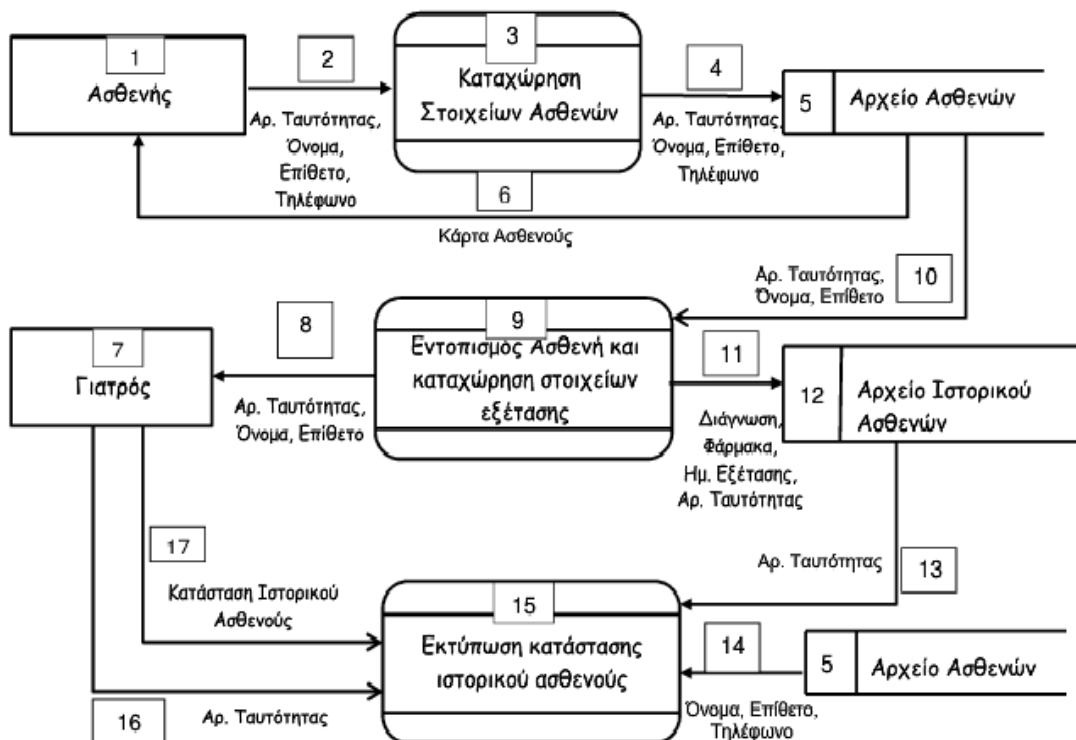 1
Ασθενής
2
Αρ. Ταυτότητας,
Όνομα,
Επίθετο,
Τηλέφωνο
3
Καταχώρηση
Στοιχείων Ασθενών
4
Αρ. Ταυτότητας,
Όνομα, Επίθετο,
Τηλέφωνο
5
Αρχείο Ασθενών
6
Κάρτα Ασθενούς
Αρ. Ταυτότητας,
Όνομα, Επίθετο
10
7
Γιατρός
8
Αρ. Ταυτότητας,
Όνομα, Επίθετο
9
Εντοπισμός Ασθενή και
καταχώρηση στοιχείων
εξέτασης
11
Διάγνωση,
Φάρμακα,
Ημ. Εξέτασης,
Αρ. Ταυτότητας
12
Αρχείο Ιστορικού
Ασθενών
17
Κατάσταση Ιστορικού
Ασθενούς
Αρ. Ταυτότητας
13
15
Εκτύπωση κατάστασης
ιστορικού ασθενούς
14
Όνομα, Επίθετο,
Τηλέφωνο
5
Αρχείο Ασθενών
16
Αρ. Ταυτότητας